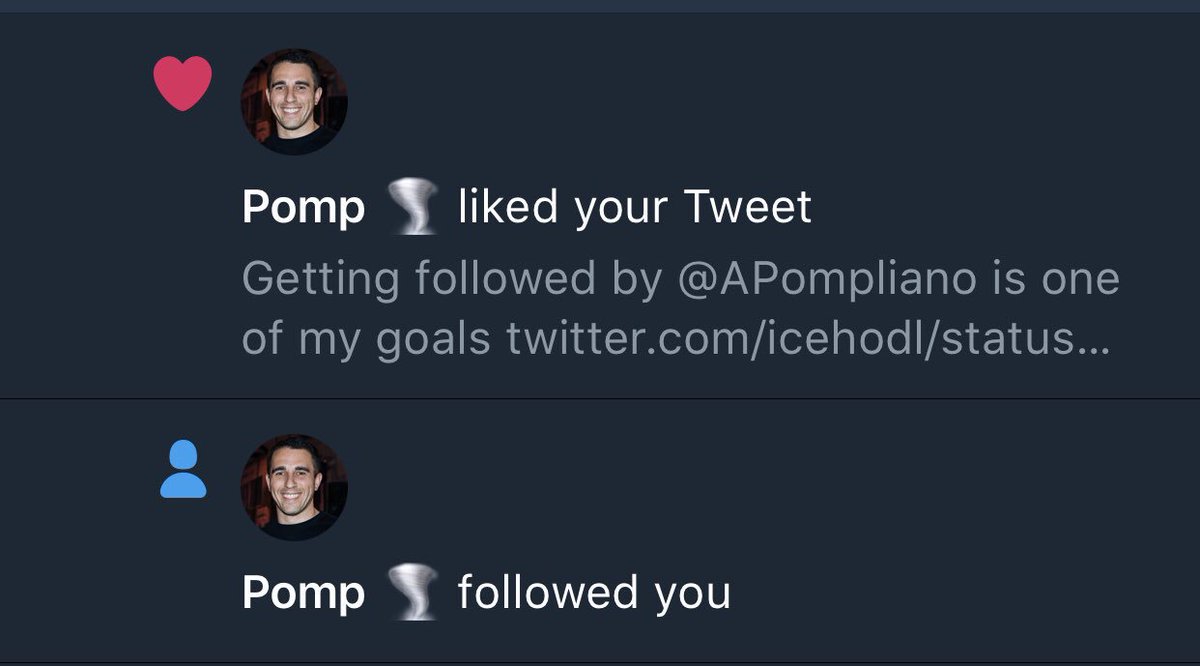 Pomp 🌪 liked your Tweet
Getting followed by @APompliano is one
of my goals twitter.com/icehodl/status...
Pomp 🌪 followed you